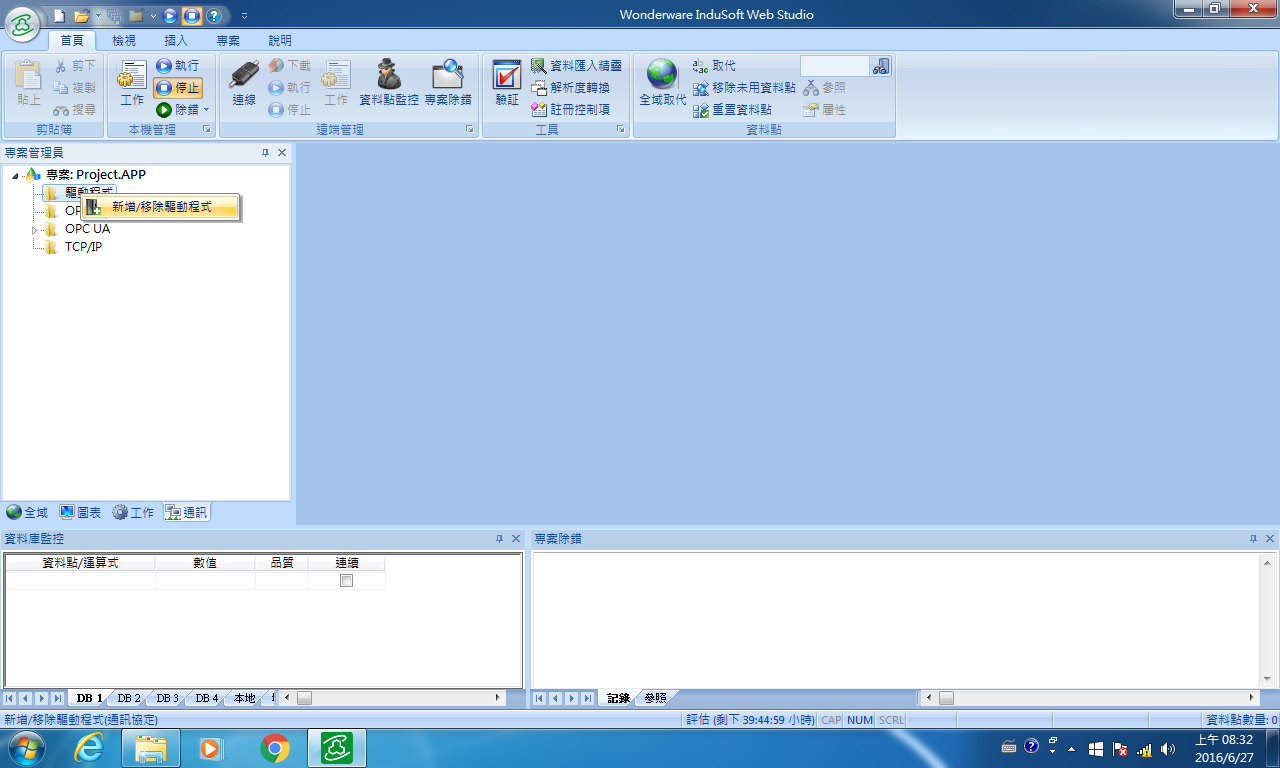 Wonderware InduSoft Web Studio
首頁 檢視 插入 專案 說明
貼上 剪下 複製 搜尋 剪貼簿
工作 執行 停止 除錯 本機管理
連線 下載 執行 停止 工作 資料點監控 專案除錯 遠端管理
驗証 資料匯入精靈 解析度轉換 註冊控制項 工具
全域取代 取代 移除未用資料點 重置資料點 參照 屬性 資料點
專案管理員
專案: Project.APP
驅動程式
新增/移除驅動程式
OPC UA
TCP/IP
全域 圖表 工作 通訊
資料庫監控
資料點/運算式 數值 品質 連續
DB 1 DB 2 DB 3 DB 4 本地
專案除錯
記錄 參照
新增/移除驅動程式(通訊協定)
評估 (剩下 39:44:59 小時) CAP NUM SCRL
資料點數量: 0
上午 08:32
2016/6/27